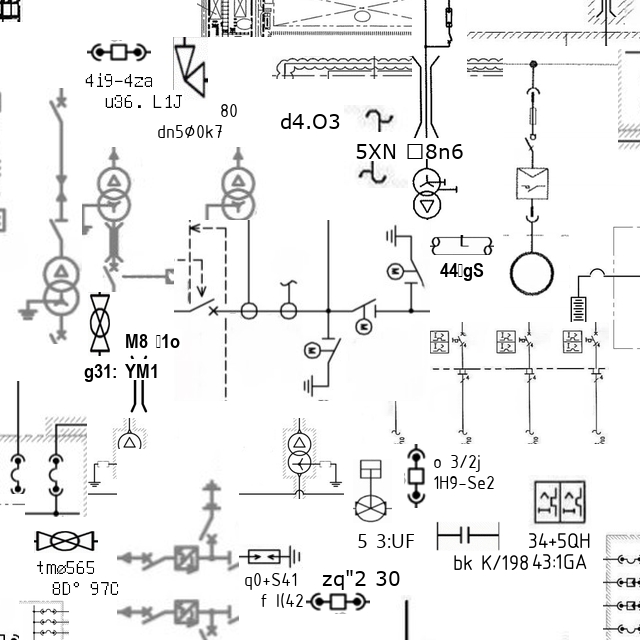 4i9-4za
u36. L1J
80
dn5Ø0k7
d4.O3
5XN □8n6
44▯gS
M8 ▯1o
g31: YM1
o 3/2j
1H9-Se2
5 3:UF
34+5QH
bk K/198 43:1GA
tmø565
8D° 97C
q0+S41
f I(42
zq"2 30